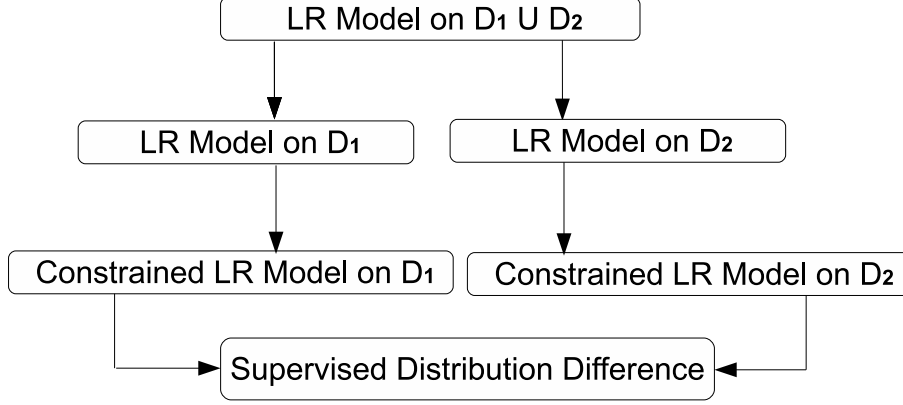 LR Model on D1 U D2
LR Model on D1
LR Model on D2
Constrained LR Model on D1
Constrained LR Model on D2
Supervised Distribution Difference